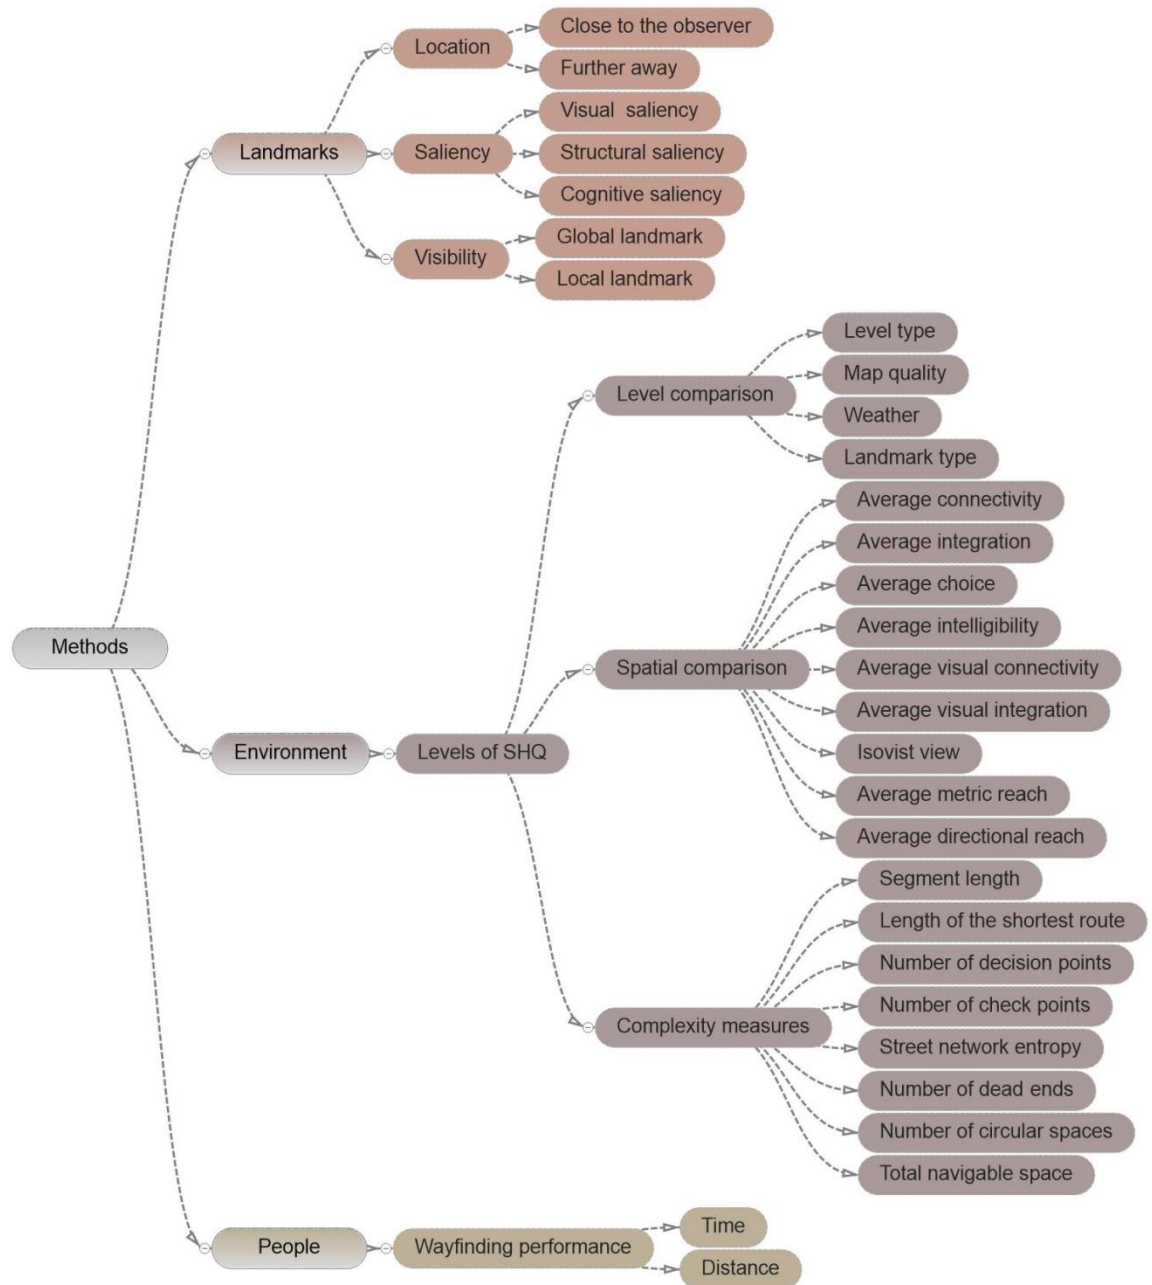 Close to the observer
Location
Further away
Visual saliency
Landmarks
Saliency
Structural saliency
Cognitive saliency
Global landmark
Visibility
Local landmark
Level type
Map quality
Level comparison
Weather
Landmark type
Average connectivity
Average integration
Average choice
Average intelligibility
Methods
Spatial comparison
Average visual connectivity
Average visual integration
Environment
Levels of SHQ
Isovist view
Average metric reach
Average directional reach
Segment length
Length of the shortest route
Number of decision points
Number of check points
Complexity measures
Street network entropy
Number of dead ends
Number of circular spaces
Total navigable space
Time
People
Wayfinding performance
Distance